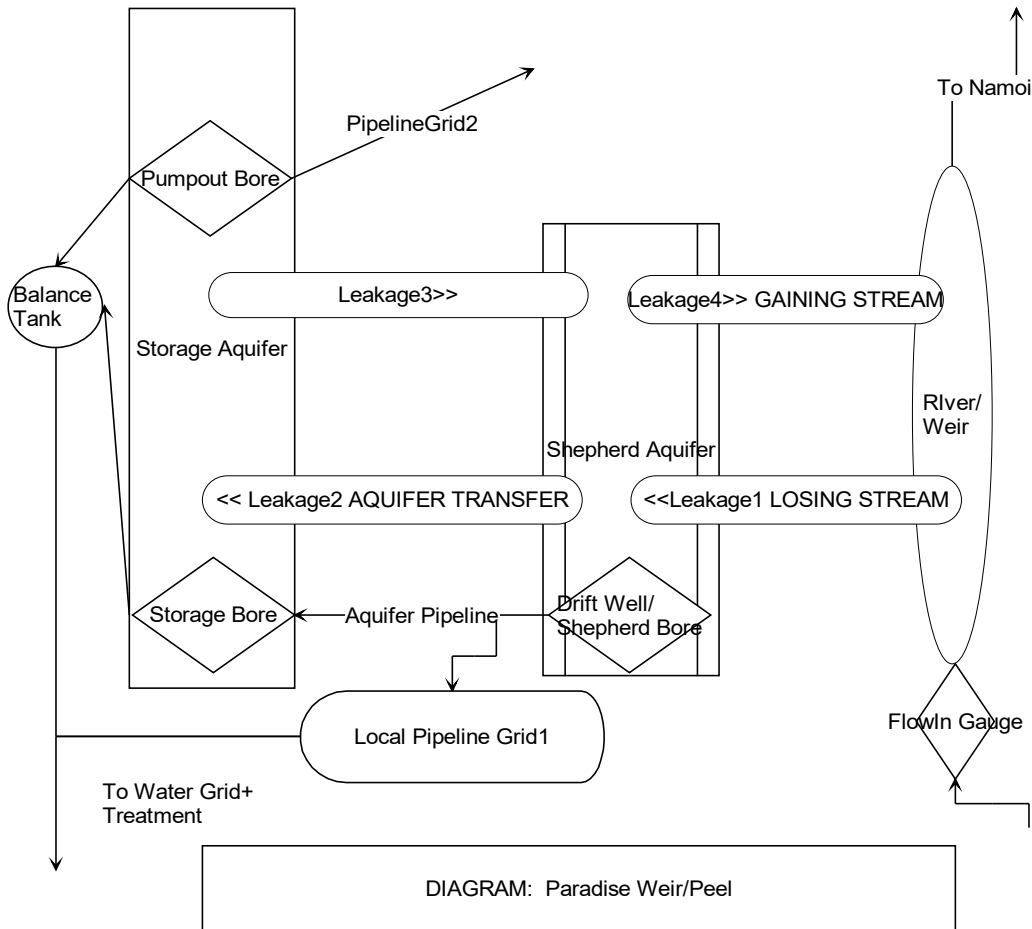 To Namoi
PipelineGrid2
Pumpout Bore
Balance
Tank
Leakage3>>
Leakage4>> GAINING STREAM
Storage Aquifer
RIver/
Weir
Shepherd Aquifer
<< Leakage2 AQUIFER TRANSFER
<<Leakage1 LOSING STREAM
Storage Bore
Aquifer Pipeline
Drift Well/
Shepherd Bore
FlowIn Gauge
Local Pipeline Grid1
To Water Grid+
Treatment
DIAGRAM:  Paradise Weir/Peel